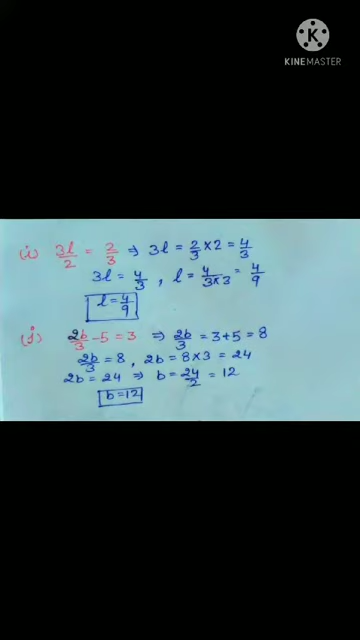 K
KINEMASTER
(i) 3l/2 = 2/3 ⇒ 3l = 2/3 × 2 = 4/3
3l = 4/3 , l = 4/3×3 = 4/9
l = 4/9
(j) 2b/3 - 5 = 3 ⇒ 2b/3 = 3 + 5 = 8
2b/3 = 8 , 2b = 8 × 3 = 24
2b = 24 ⇒ b = 24/2 = 12
b = 12